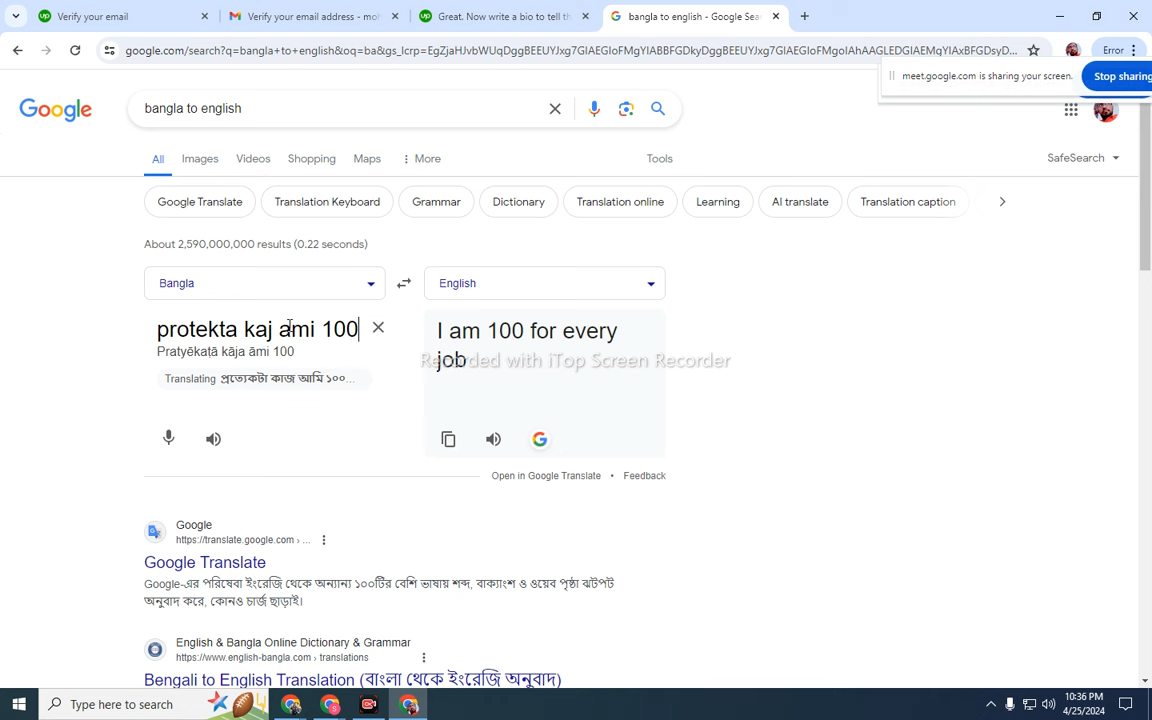 Verify your email
Verify your email address - mob
Great. Now write a bio to tell th
bangla to english - Google Sea
google.com/search?q=bangla+to+english&oq=ba&gs_lcrp=EgZjaHJvbWUqDggBEEUYJxg7GIAEGIoFMgYIABBFGDkyDggBEEUYJxg7GIAEGIoFMgoIAhAAGLEDGIAEMgYIAxBFGDsyD...
Error
meet.google.com is sharing your screen.
Stop sharing
Google
bangla to english
All
Images
Videos
Shopping
Maps
More
Tools
SafeSearch
Google Translate
Translation Keyboard
Grammar
Dictionary
Translation online
Learning
AI translate
Translation caption
About 2,590,000,000 results (0.22 seconds)
Bangla
English
protekta kaj ami 100
Pratyēkaṭā kāja āmi 100
Translating প্রত্যেকটা কাজ আমি ১০০...
I am 100 for every
job
Recorded with iTop Screen Recorder
Open in Google Translate • Feedback
Google
https://translate.google.com › ...
Google Translate
Google-এর পরিষেবা ইংরেজি থেকে অন্যান্য ১০০টির বেশি ভাষায় শব্দ, বাক্যাংশ ও ওয়েব পৃষ্ঠা ঝটপট
অনুবাদ করে, কোনও চার্জ ছাড়াই।
English & Bangla Online Dictionary & Grammar
https://www.english-bangla.com › translations
Bengali to English Translation (বাংলা থেকে ইংরেজি অনুবাদ)
Type here to search
10:36 PM
4/25/2024